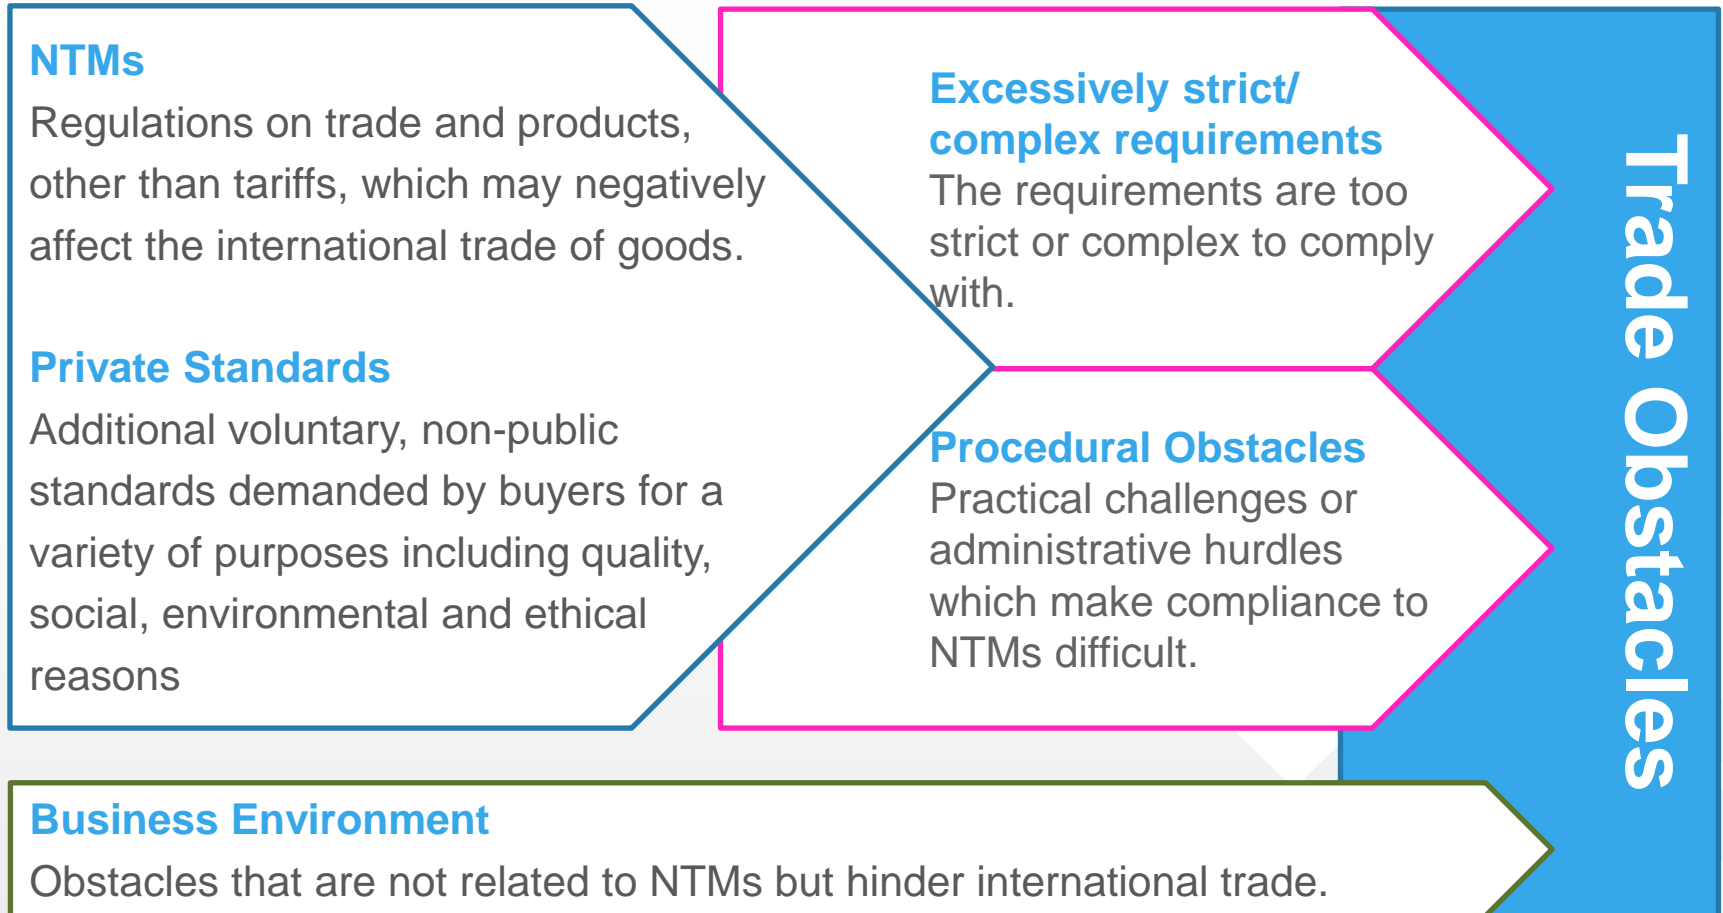 NTMs
Regulations on trade and products,
other than tariffs, which may negatively
affect the international trade of goods.
Private Standards
Additional voluntary, non-public
standards demanded by buyers for a
variety of purposes including quality,
social, environmental and ethical
reasons
Excessively strict/
complex requirements
The requirements are too
strict or complex to comply
with.
Procedural Obstacles
Practical challenges or
administrative hurdles
which make compliance to
NTMs difficult.
Trade Obstacles
Business Environment
Obstacles that are not related to NTMs but hinder international trade.